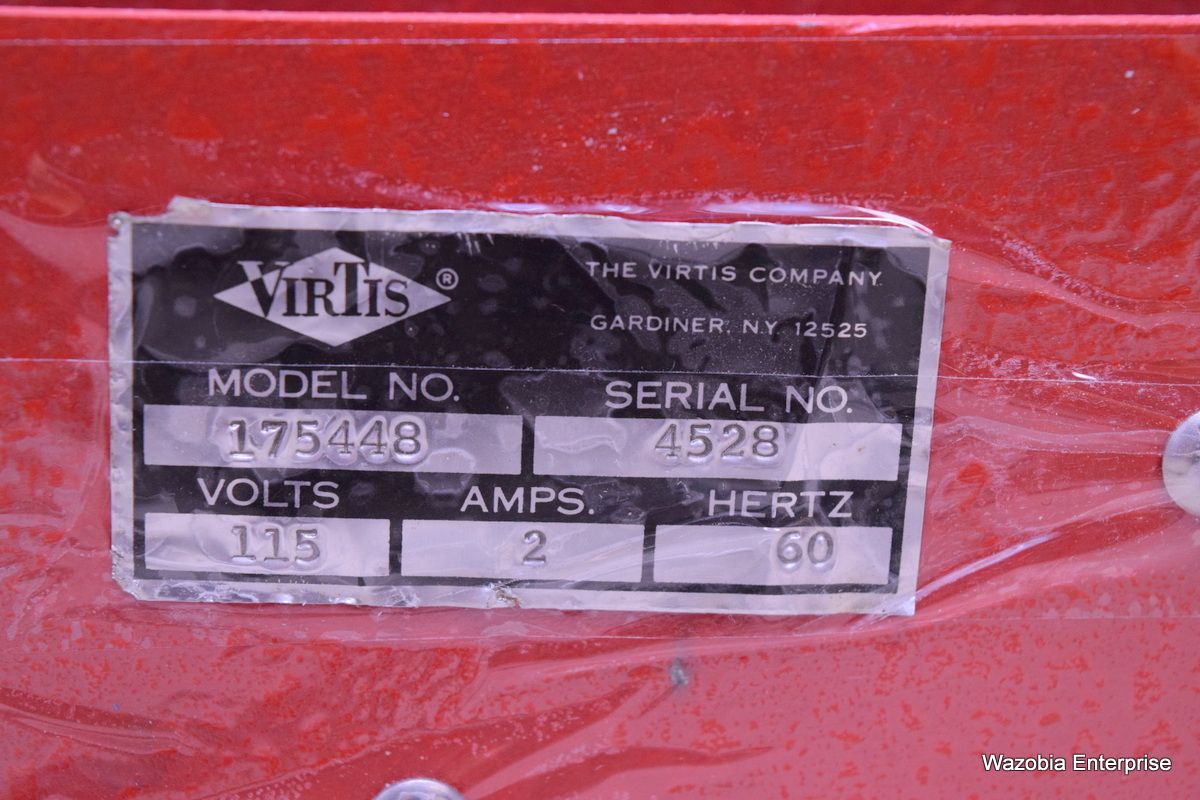 VIRTIS ®
THE VIRTIS COMPANY
GARDINER, N.Y. 12525
MODEL NO. SERIAL NO.
175448 4528
VOLTS AMPS. HERTZ
115 2 60
Wazobia Enterprise